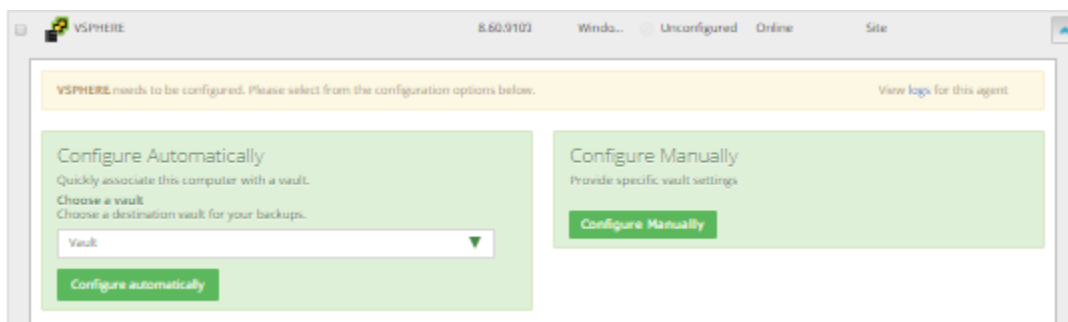 VSPHERE 8.60.9103 Windo... Unconfigured Online Site
VSPHERE needs to be configured. Please select from the configuration options below. View logs for this agent
Configure Automatically
Quickly associate this computer with a vault.
Choose a vault
Choose a destination vault for your backups.
Vault
Configure automatically
Configure Manually
Provide specific vault settings
Configure Manually